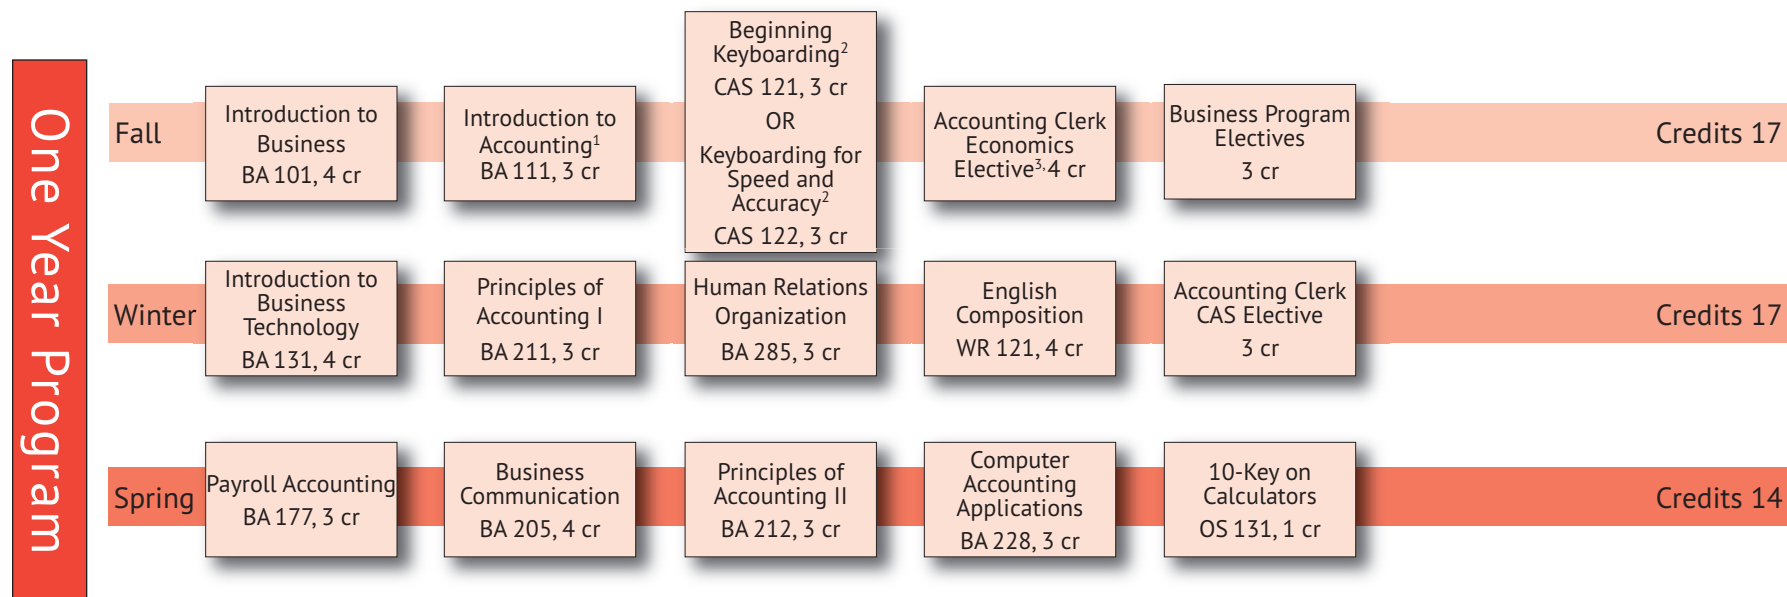 One Year Program
Fall
Introduction to
Business
BA 101, 4 cr
Introduction to
Accounting¹
BA 111, 3 cr
Beginning
Keyboarding²
CAS 121, 3 cr
OR
Keyboarding for
Speed and
Accuracy²
CAS 122, 3 cr
Accounting Clerk
Economics
Elective³,4 cr
Business Program
Electives
3 cr
Credits 17
Winter
Introduction to
Business
Technology
BA 131, 4 cr
Principles of
Accounting I
BA 211, 3 cr
Human Relations
Organization
BA 285, 3 cr
English
Composition
WR 121, 4 cr
Accounting Clerk
CAS Elective
3 cr
Credits 17
Spring
Payroll Accounting
BA 177, 3 cr
Business
Communication
BA 205, 4 cr
Principles of
Accounting II
BA 212, 3 cr
Computer
Accounting
Applications
BA 228, 3 cr
10-Key on
Calculators
OS 131, 1 cr
Credits 14